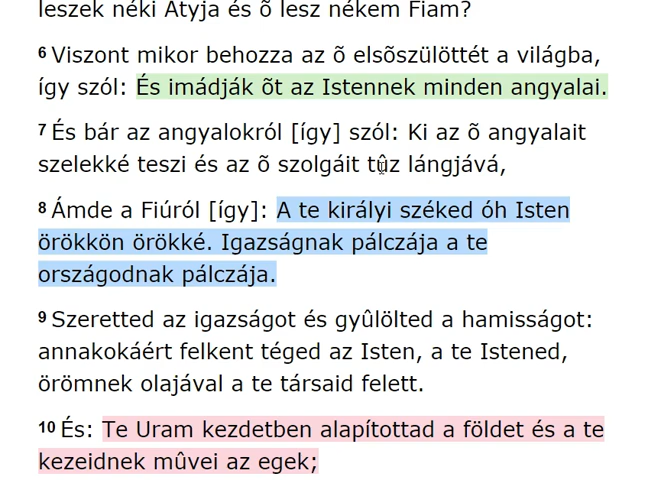 leszek néki Atyja és õ lesz nékem Fiam?
6 Viszont mikor behozza az õ elsõszülöttét a világba,
így szól: És imádják õt az Istennek minden angyalai.
7 És bár az angyalokról [így] szól: Ki az õ angyalait
szelekké teszi és az õ szolgáit tûz lángjává,
8 Ámde a Fiúról [így]: A te királyi széked óh Isten
örökkön örökké. Igazságnak pálczája a te
országodnak pálczája.
9 Szeretted az igazságot és gyûlölted a hamisságot:
annakokáért felkent téged az Isten, a te Istened,
örömnek olajával a te társaid felett.
10 És: Te Uram kezdetben alapítottad a földet és a te
kezeidnek mûvei az egek;